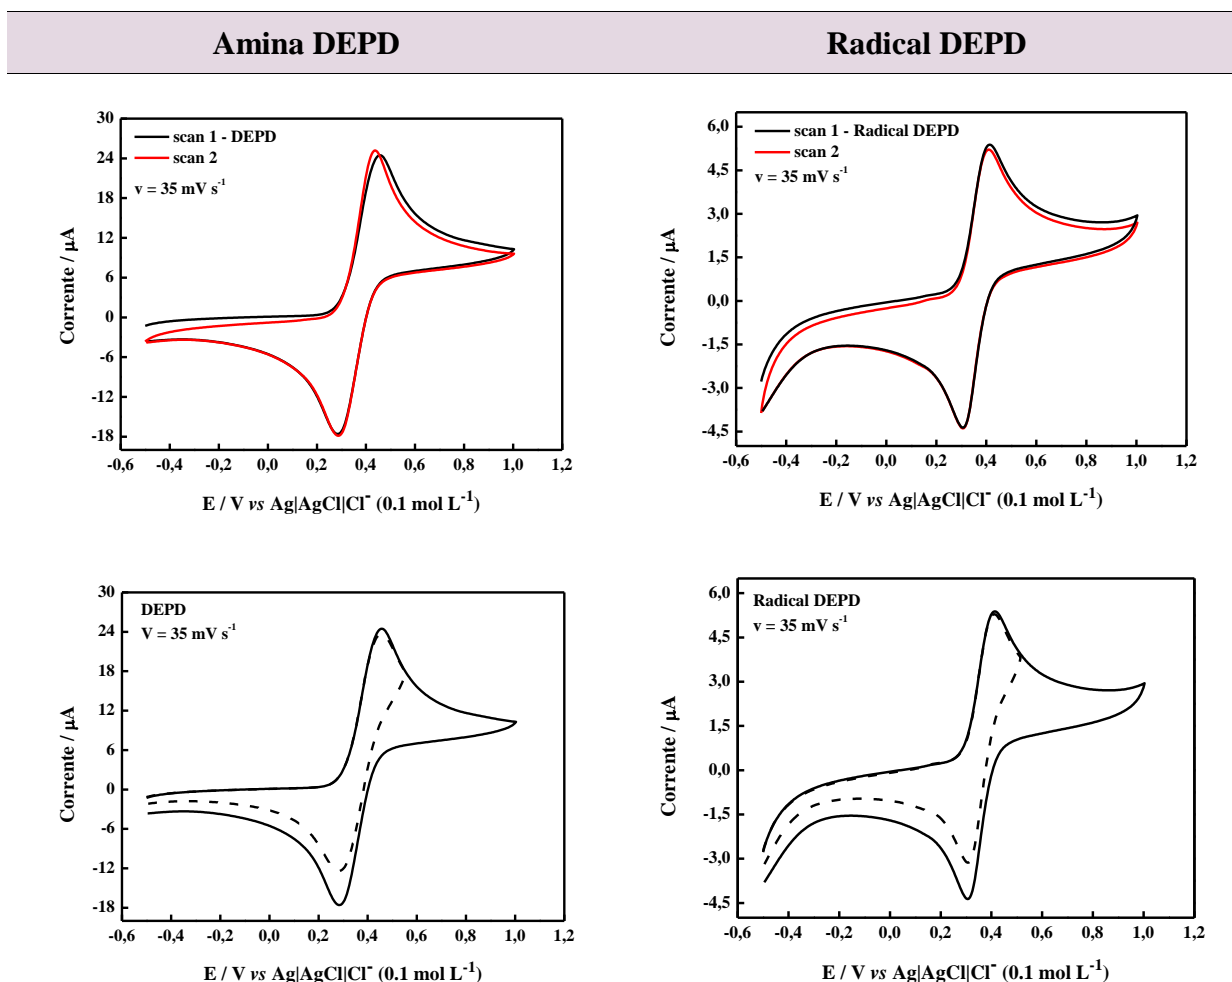 Amina DEPD
Radical DEPD
30
24
18
12
6
0
-6
-12
-18
scan 1 - DEPD
scan 2
v = 35 mV s⁻¹
Corrente / µA
-0,6 -0,4 -0,2 0,0 0,2 0,4 0,6 0,8 1,0 1,2
E / V vs Ag|AgCl|Cl⁻ (0.1 mol L⁻¹)
6,0
4,5
3,0
1,5
0,0
-1,5
-3,0
-4,5
scan 1 - Radical DEPD
scan 2
v = 35 mV s⁻¹
Corrente / µA
-0,6 -0,4 -0,2 0,0 0,2 0,4 0,6 0,8 1,0 1,2
E / V vs Ag|AgCl|Cl⁻ (0.1 mol L⁻¹)
30
24
18
12
6
0
-6
-12
-18
DEPD
V = 35 mV s⁻¹
Corrente / µA
-0,6 -0,4 -0,2 0,0 0,2 0,4 0,6 0,8 1,0 1,2
E / V vs Ag|AgCl|Cl⁻ (0.1 mol L⁻¹)
6,0
4,5
3,0
1,5
0,0
-1,5
-3,0
-4,5
Radical DEPD
v = 35 mV s⁻¹
Corrente / µA
-0,6 -0,4 -0,2 0,0 0,2 0,4 0,6 0,8 1,0 1,2
E / V vs Ag|AgCl|Cl⁻ (0.1 mol L⁻¹)